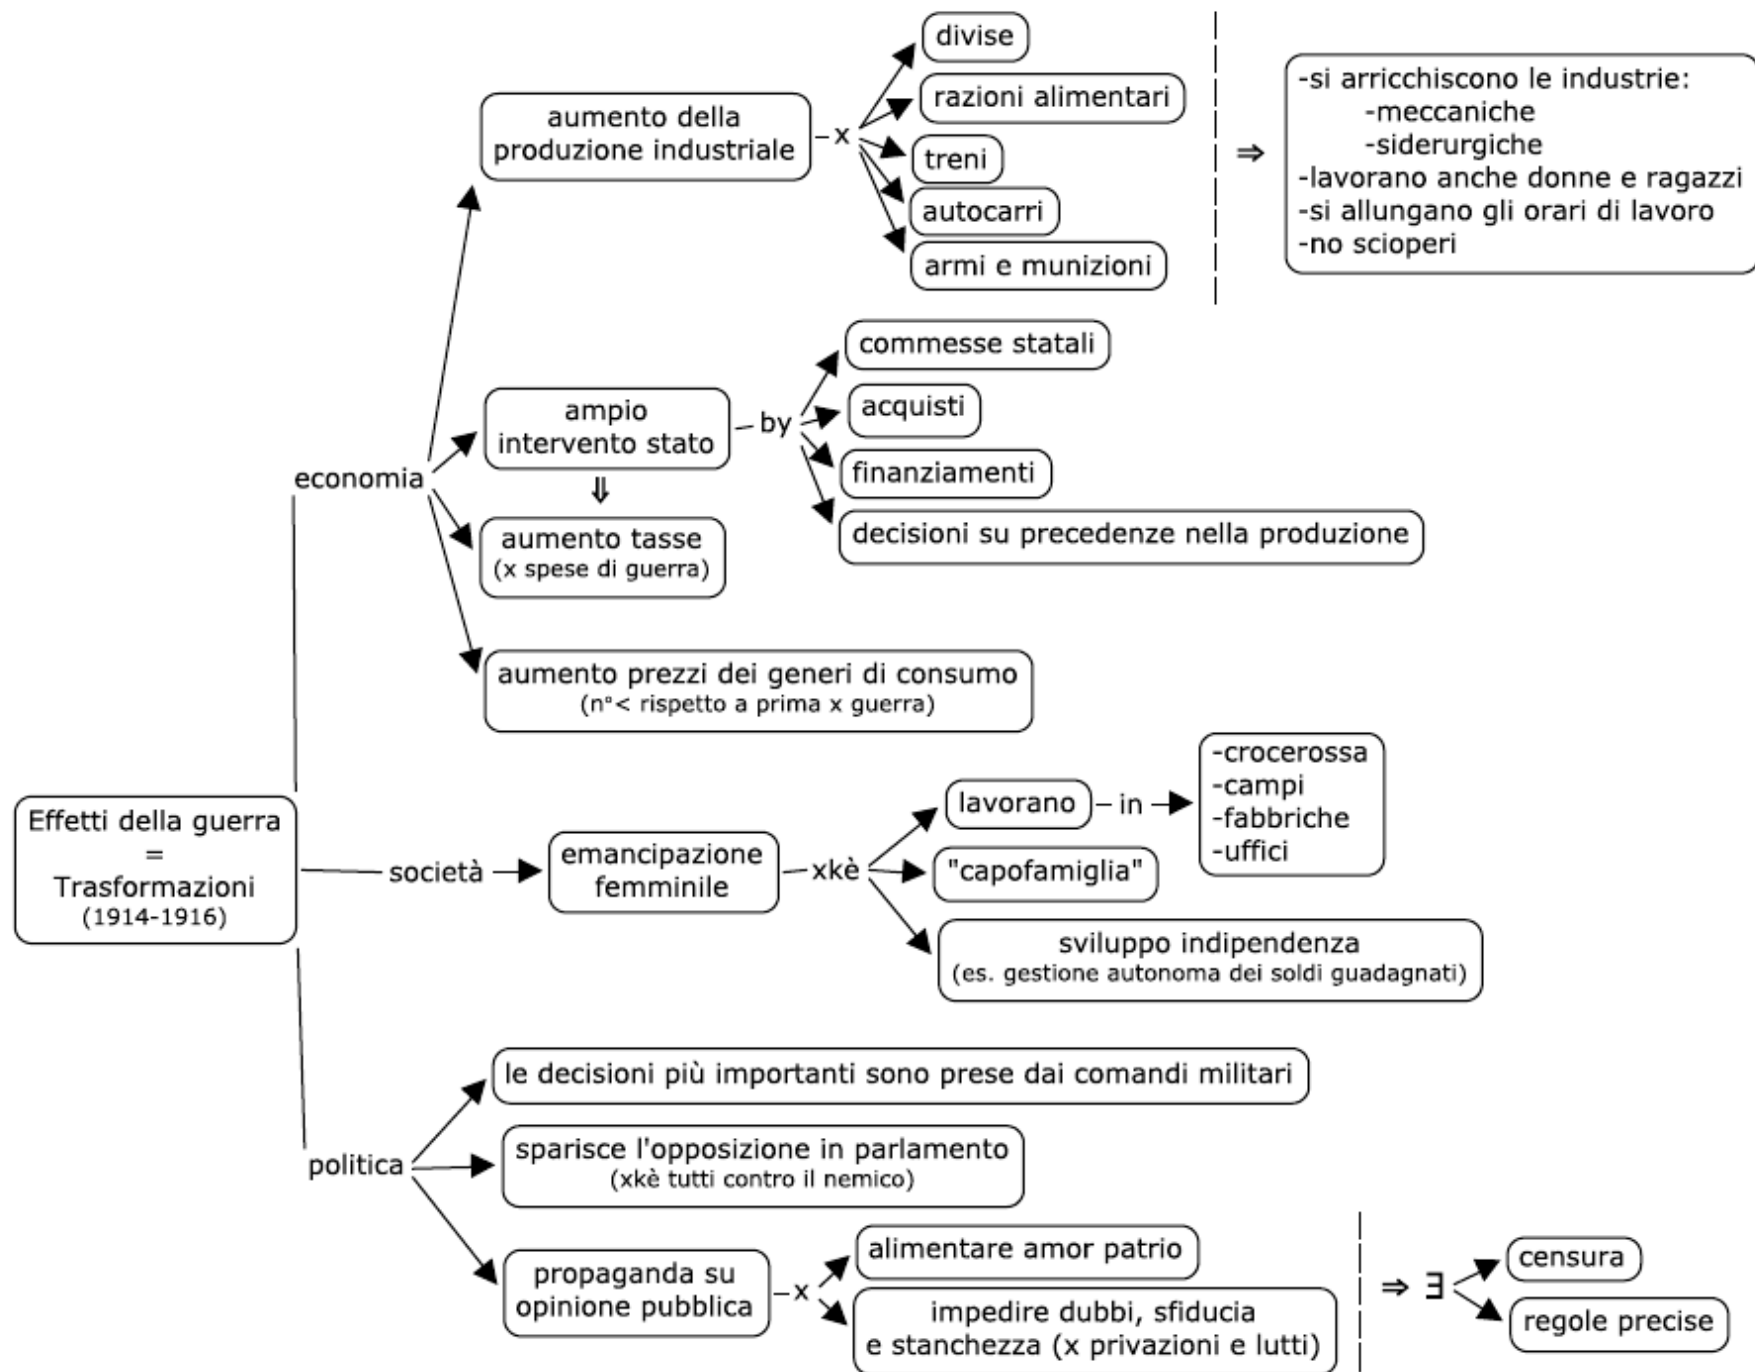 Effetti della guerra
=
Trasformazioni
(1914-1916)
economia
aumento della
produzione industriale
x
divise
razioni alimentari
treni
autocarri
armi e munizioni
⇒
-si arricchiscono le industrie:
-meccaniche
-siderurgiche
-lavorano anche donne e ragazzi
-si allungano gli orari di lavoro
-no scioperi
ampio
intervento stato
by
commesse statali
acquisti
finanziamenti
decisioni su precedenze nella produzione
⇓
aumento tasse
(x spese di guerra)
aumento prezzi dei generi di consumo
(n°< rispetto a prima x guerra)
società
emancipazione
femminile
xkè
lavorano
in
-crocerossa
-campi
-fabbriche
-uffici
"capofamiglia"
sviluppo indipendenza
(es. gestione autonoma dei soldi guadagnati)
politica
le decisioni più importanti sono prese dai comandi militari
sparisce l'opposizione in parlamento
(xkè tutti contro il nemico)
propaganda su
opinione pubblica
x
alimentare amor patrio
impedire dubbi, sfiducia
e stanchezza (x privazioni e lutti)
⇒ ∃
censura
regole precise